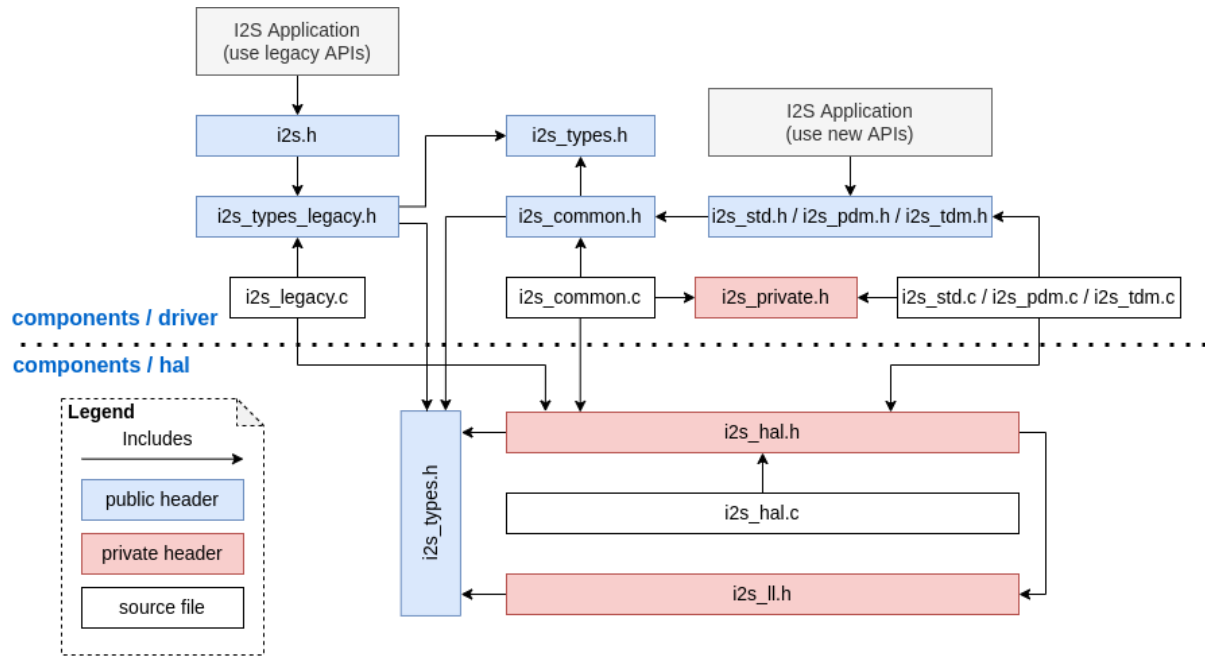 I2S Application
(use legacy APIs)
I2S Application
(use new APIs)
i2s.h
i2s_types.h
i2s_types_legacy.h
i2s_common.h
i2s_std.h / i2s_pdm.h / i2s_tdm.h
i2s_legacy.c
i2s_common.c
i2s_private.h
i2s_std.c / i2s_pdm.c / i2s_tdm.c
components / driver
components / hal
Legend
Includes
public header
private header
source file
i2s_types.h
i2s_hal.h
i2s_hal.c
i2s_ll.h